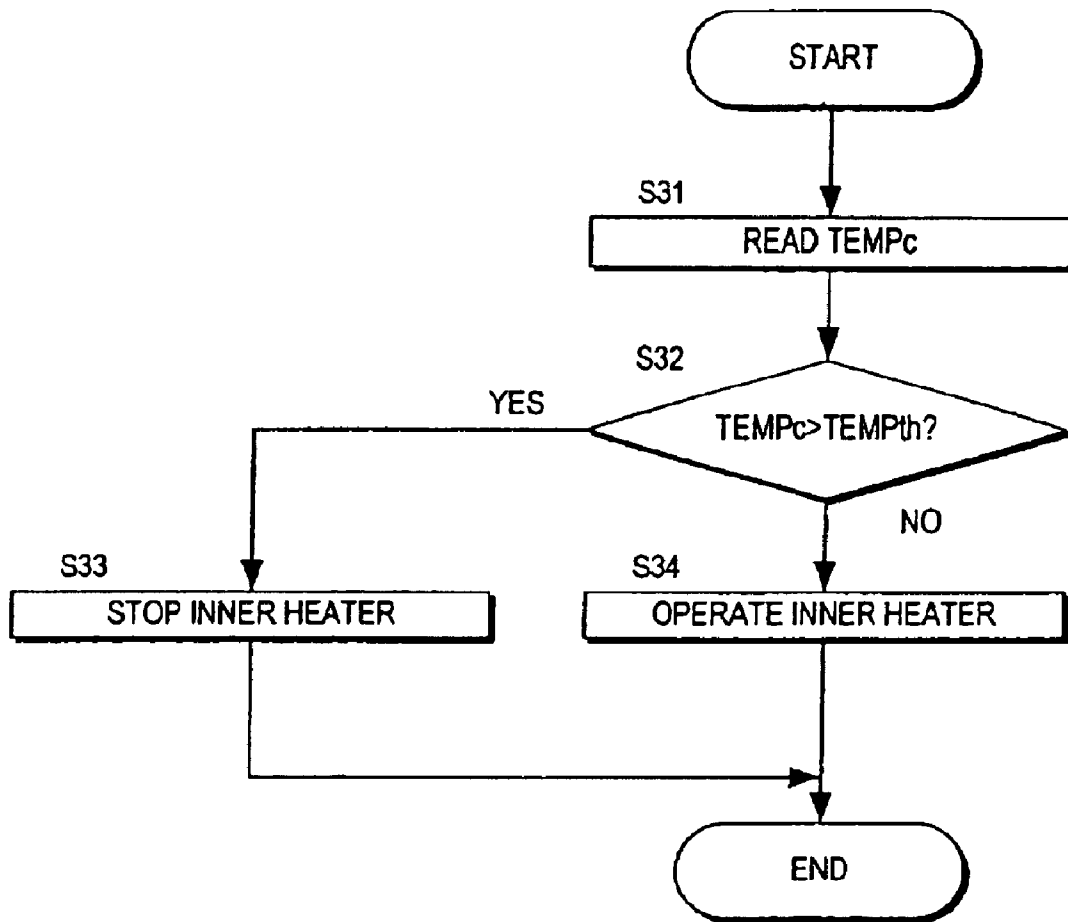 START
S31
READ TEMPc
S32
YES
TEMPc>TEMPth?
NO
S33
STOP INNER HEATER
S34
OPERATE INNER HEATER
END